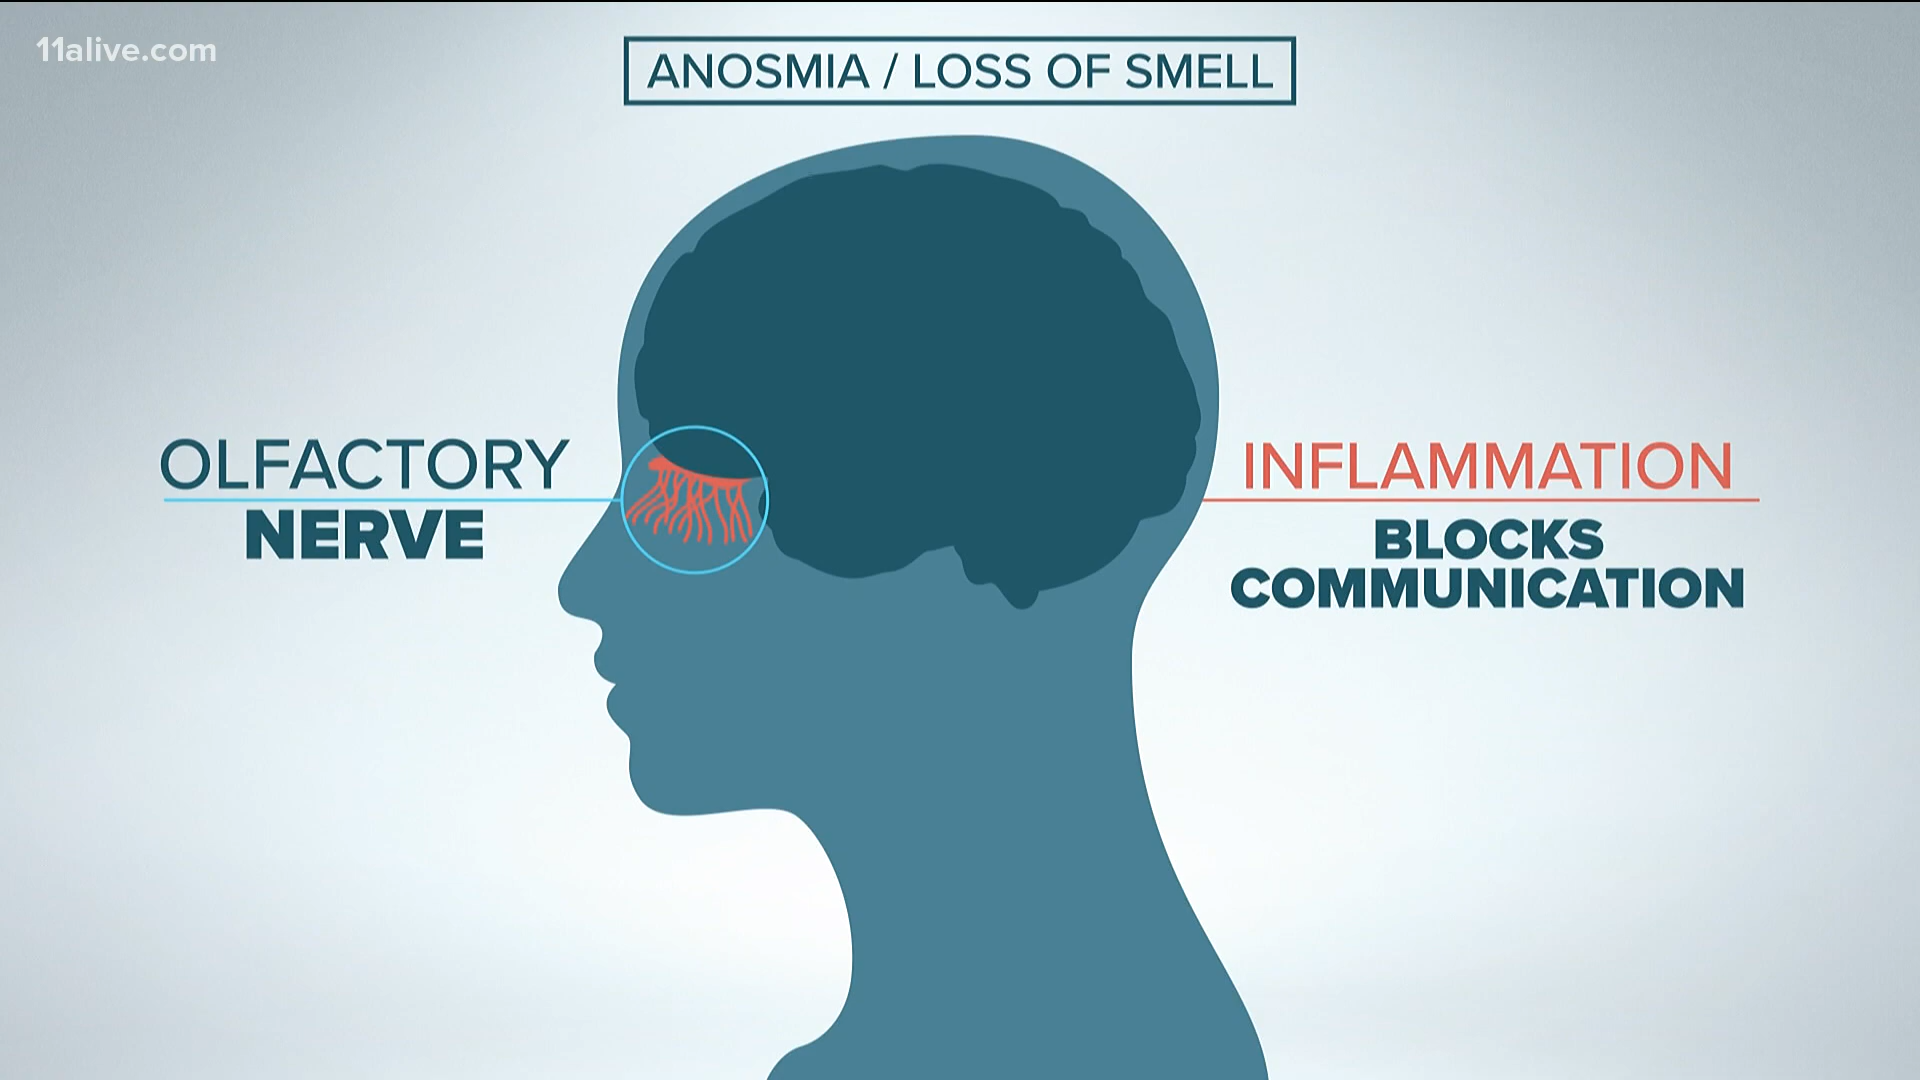 11alive.com
ANOSMIA / LOSS OF SMELL
OLFACTORY
NERVE
INFLAMMATION
BLOCKS
COMMUNICATION